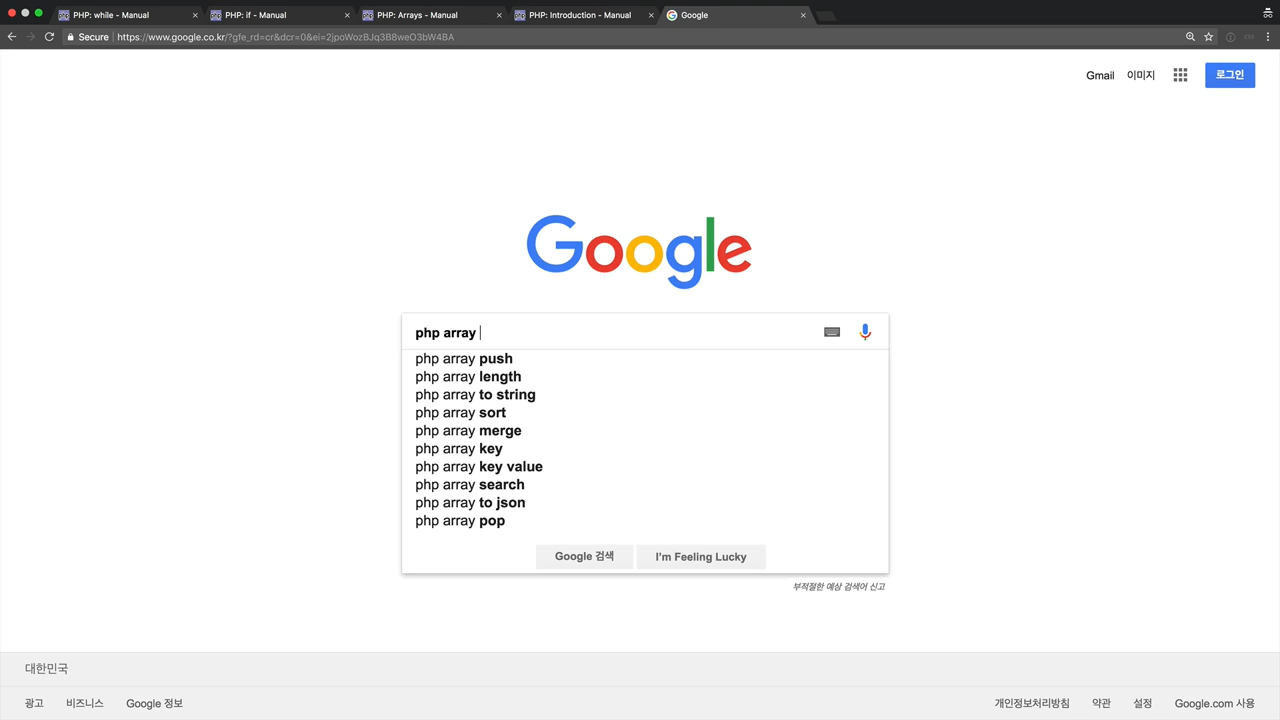 PHP: while - Manual
PHP: if - Manual
PHP: Arrays - Manual
PHP: Introduction - Manual
Google
Secure
https://www.google.co.kr/?gfe_rd=cr&dcr=0&ei=2jpoWozBJq3B8weO3bW4BA
Gmail 이미지 로그인
Google
php array
php array push
php array length
php array to string
php array sort
php array merge
php array key
php array key value
php array search
php array to json
php array pop
Google 검색 I'm Feeling Lucky
부적절한 예상 검색어 신고
대한민국
광고 비즈니스 Google 정보 개인정보처리방침 약관 설정 Google.com 사용